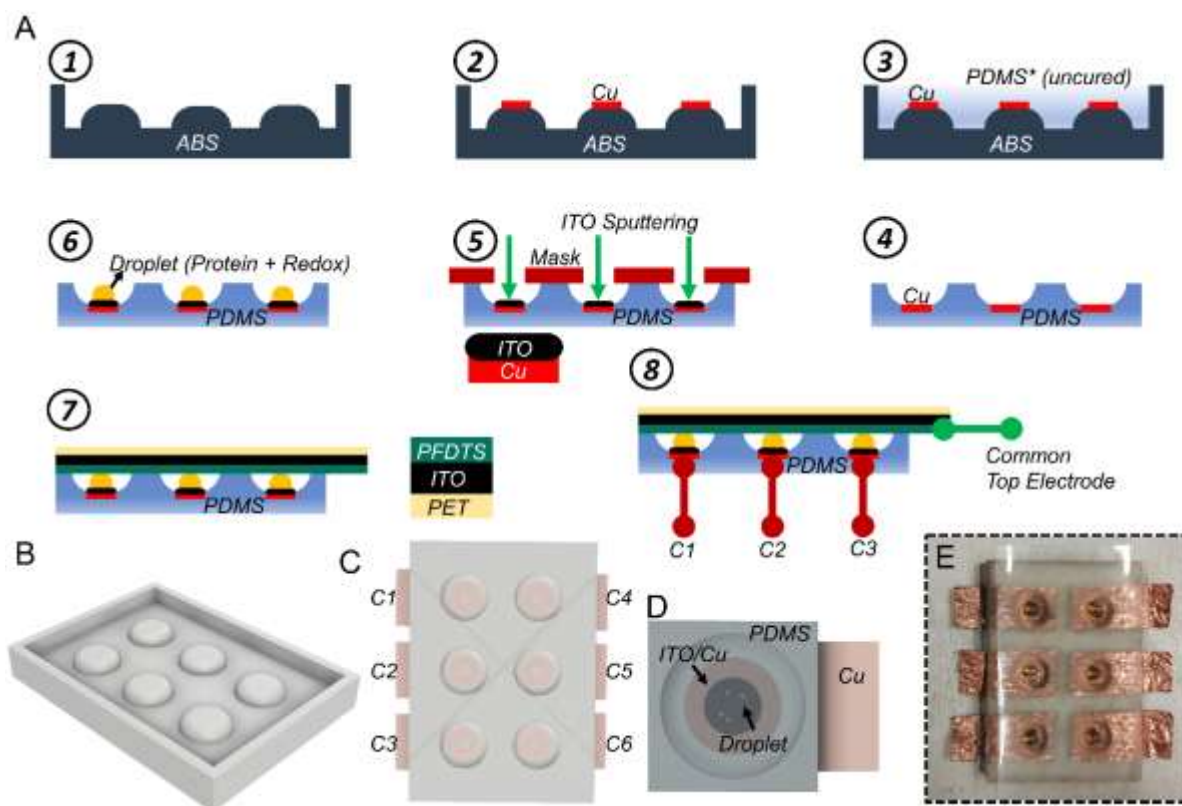 A
1
2
3
ABS
Cu
ABS
PDMS* (uncured)
Cu
ABS
6
5
4
Droplet (Protein + Redox)
PDMS
ITO Sputtering
Mask
PDMS
ITO
Cu
Cu
PDMS
7
8
PDMS
PFDTS
ITO
PET
PDMS
Common
Top Electrode
C1
C2
C3
B
C
C1
C2
C3
C4
C5
C6
D
PDMS
ITO/Cu
Cu
Droplet
E